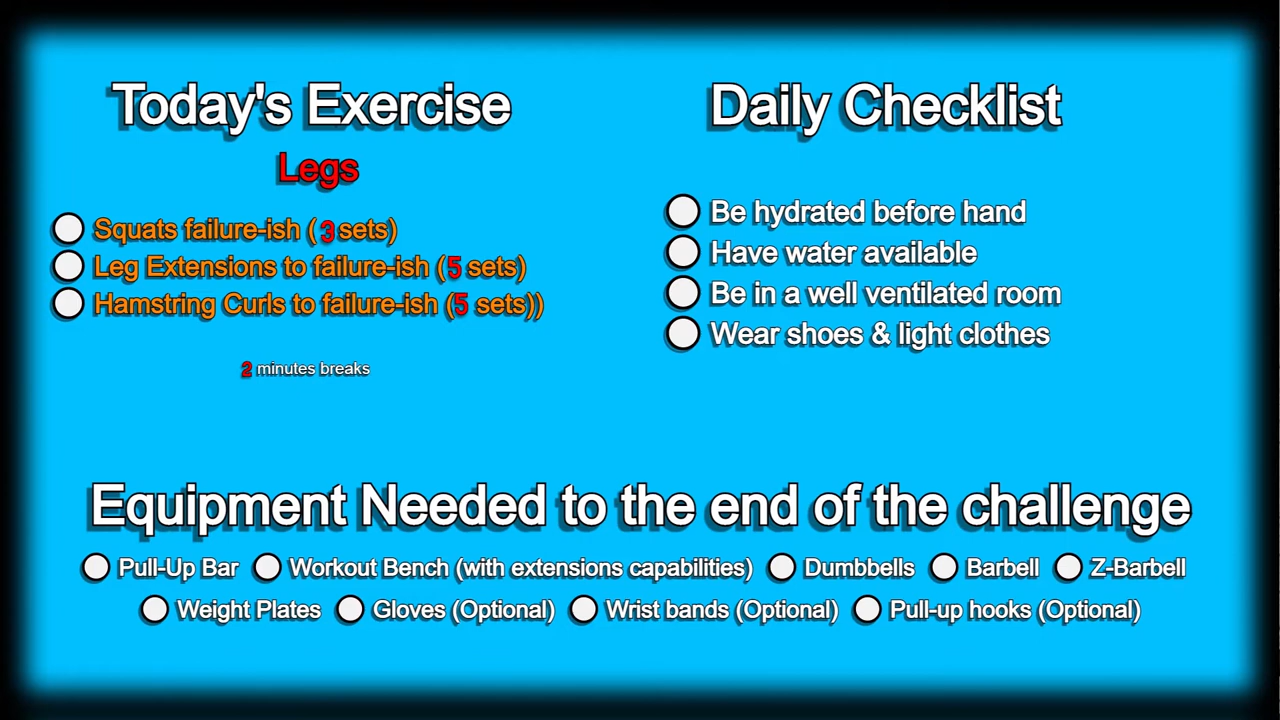 Today's Exercise
Legs
Squats failure-ish (3 sets)
Leg Extensions to failure-ish (5 sets)
Hamstring Curls to failure-ish (5 sets))
2 minutes breaks
Daily Checklist
Be hydrated before hand
Have water available
Be in a well ventilated room
Wear shoes & light clothes
Equipment Needed to the end of the challenge
Pull-Up Bar Workout Bench (with extensions capabilities) Dumbbells Barbell Z-Barbell
Weight Plates Gloves (Optional) Wrist bands (Optional) Pull-up hooks (Optional)